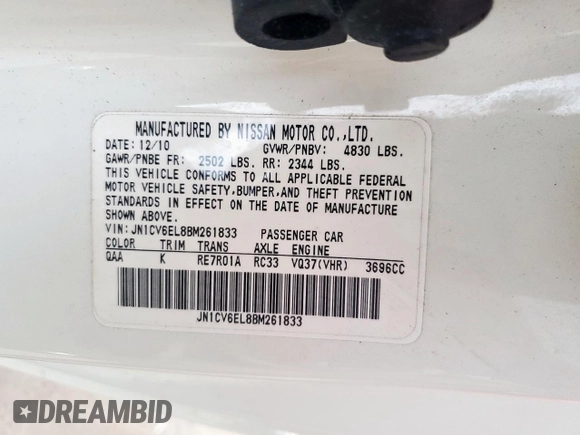 MANUFACTURED BY NISSAN MOTOR CO.,LTD.
DATE: 12/10 GVWR/PNBV: 4830 LBS.
GAWR/PNBE FR: 2502 LBS. RR: 2344 LBS.
THIS VEHICLE CONFORMS TO ALL APPLICABLE FEDERAL
MOTOR VEHICLE SAFETY,BUMPER,AND THEFT PREVENTION
STANDARDS IN EFFECT ON THE DATE OF MANUFACTURE
SHOWN ABOVE.
VIN: JN1CV6EL8BM261833 PASSENGER CAR
COLOR TRIM TRANS AXLE ENGINE
QAA K RE7R01A RC33 VQ37(VHR) 3696CC
JN1CV6EL8BM261833
DREAMBID